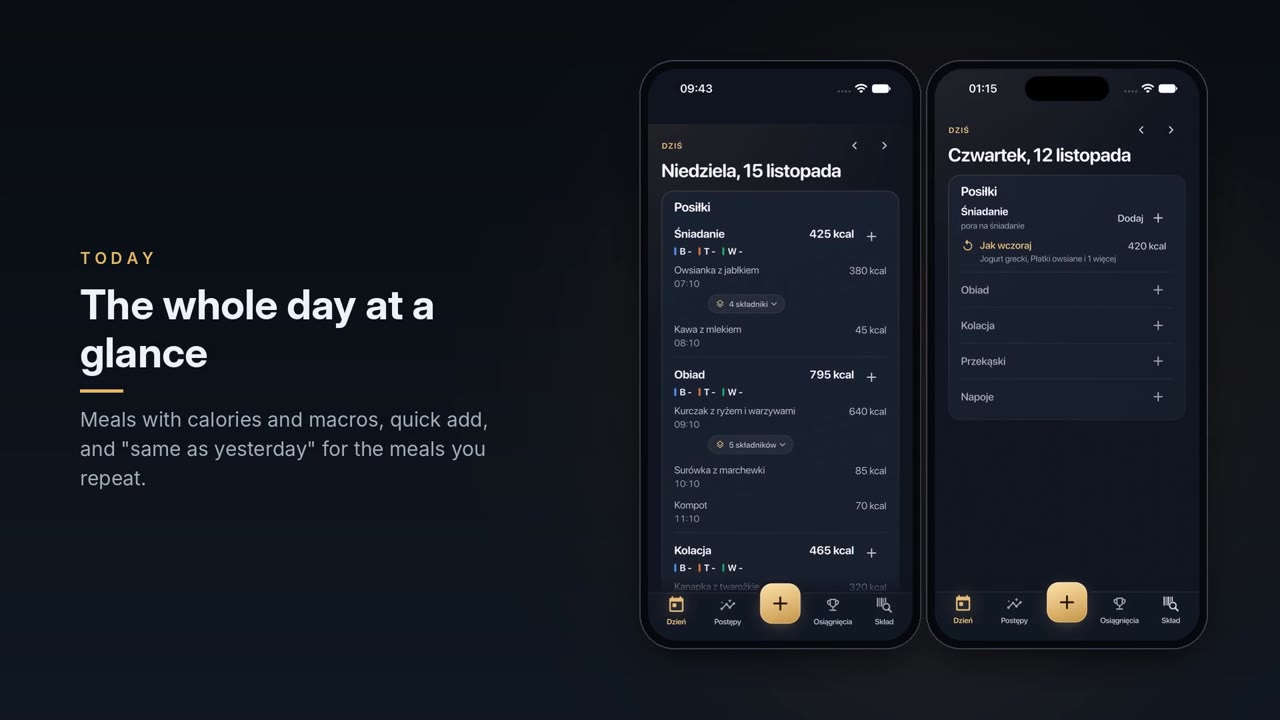 TODAY
The whole day at a
glance
Meals with calories and macros, quick add,
and "same as yesterday" for the meals you
repeat.
09:43
DZIŚ
Niedziela, 15 listopada
Posiłki
Śniadanie 425 kcal
B - T - W -
Owsianka z jabłkiem 380 kcal
07:10
4 składniki
Kawa z mlekiem 45 kcal
08:10
Obiad 795 kcal
B - T - W -
Kurczak z ryżem i warzywami 640 kcal
09:10
5 składników
Surówka z marchewki 85 kcal
10:10
Kompot 70 kcal
11:10
Kolacja 465 kcal
B - T - W -
Kanapka z twarożkie 320 kcal
Dzień Postępy Osiągnięcia Skład
01:15
DZIŚ
Czwartek, 12 listopada
Posiłki
Śniadanie
pora na śniadanie
Dodaj
Jak wczoraj 420 kcal
Jogurt grecki, Płatki owsiane i 1 więcej
Obiad
Kolacja
Przekąski
Napoje
Dzień Postępy Osiągnięcia Skład